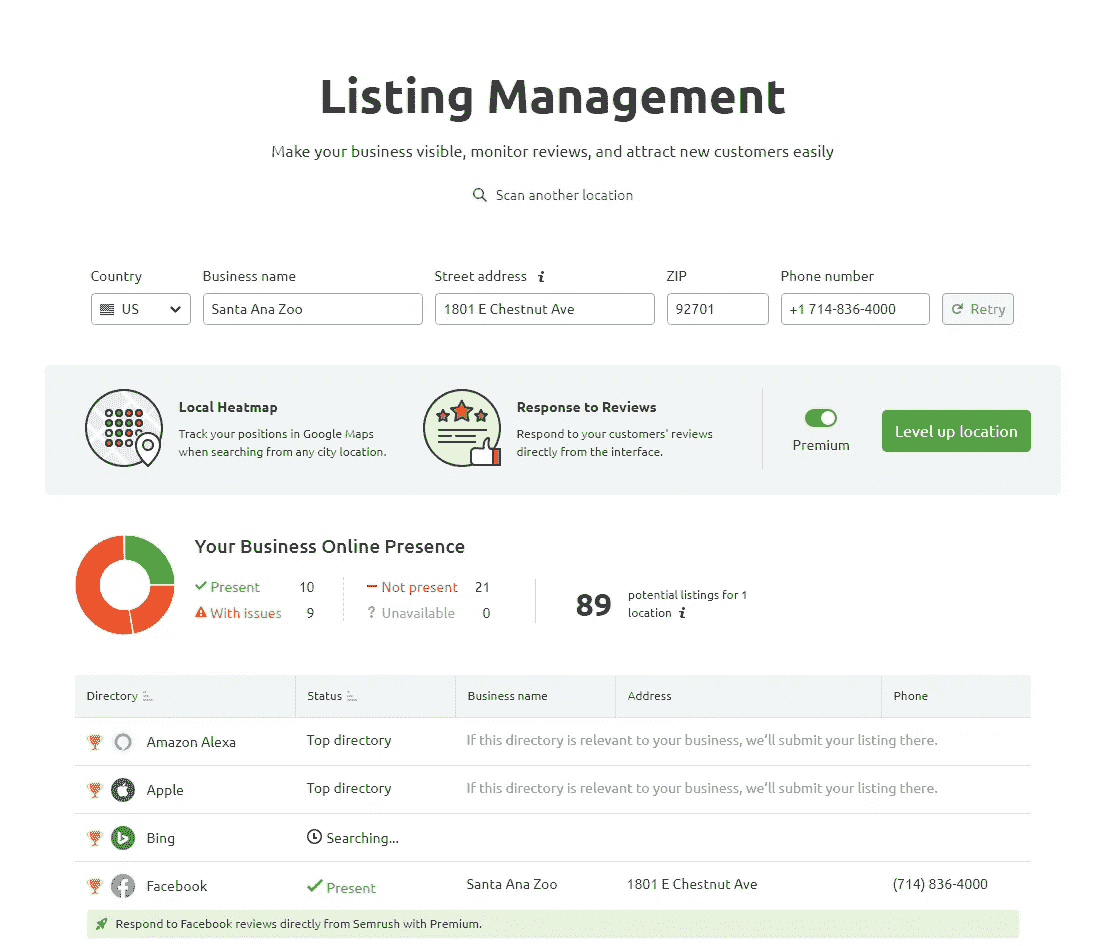 Listing Management
Make your business visible, monitor reviews, and attract new customers easily
Scan another location
Country Business name Street address i ZIP Phone number
US Santa Ana Zoo 1801 E Chestnut Ave 92701 +1 714-836-4000 Retry
Local Heatmap
Track your positions in Google Maps
when searching from any city location.
Response to Reviews
Respond to your customers' reviews
directly from the interface.
Premium
Level up location
Your Business Online Presence
Present 10 Not present 21
With issues 9 ? Unavailable 0
89 potential listings for 1
location i
Directory Status Business name Address Phone
Amazon Alexa Top directory If this directory is relevant to your business, we'll submit your listing there.
Apple Top directory If this directory is relevant to your business, we'll submit your listing there.
Bing Searching...
Facebook Present Santa Ana Zoo 1801 E Chestnut Ave (714) 836-4000
Respond to Facebook reviews directly from Semrush with Premium.